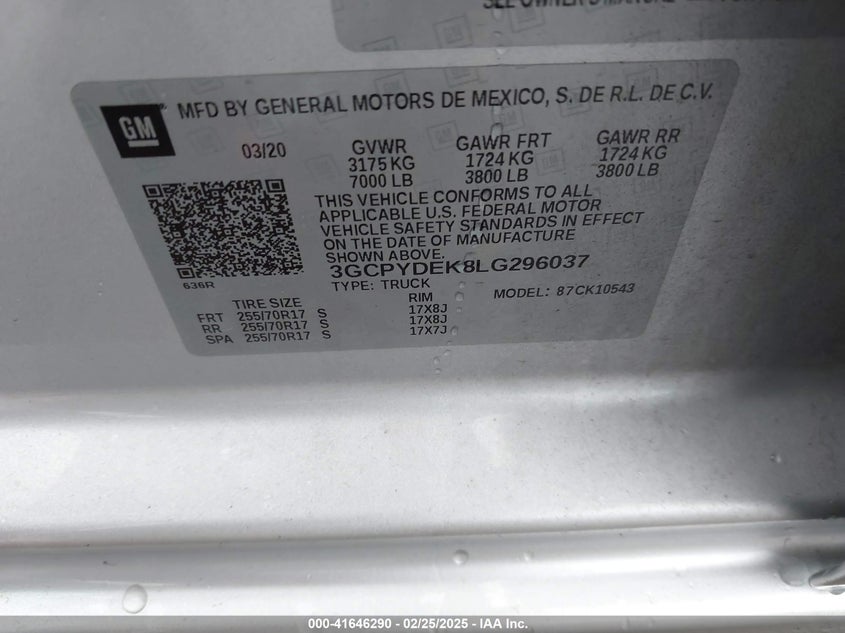 SEE OWNER'S MANUAL
GM
MFD BY GENERAL MOTORS DE MEXICO, S. DE R.L. DE C.V.
03/20 GVWR GAWR FRT GAWR RR
3175 KG 1724 KG 1724 KG
7000 LB 3800 LB 3800 LB
THIS VEHICLE CONFORMS TO ALL
APPLICABLE U.S. FEDERAL MOTOR
VEHICLE SAFETY STANDARDS IN EFFECT
ON THE DATE OF MANUFACTURE
SHOWN ABOVE.
636R
3GCPYDEK8LG296037
TYPE: TRUCK MODEL: 87CK10543
TIRE SIZE RIM
FRT 255/70R17 S 17X8J
RR 255/70R17 S 17X8J
SPA 255/70R17 S 17X7J
000-41646290 - 02/25/2025 - IAA Inc.